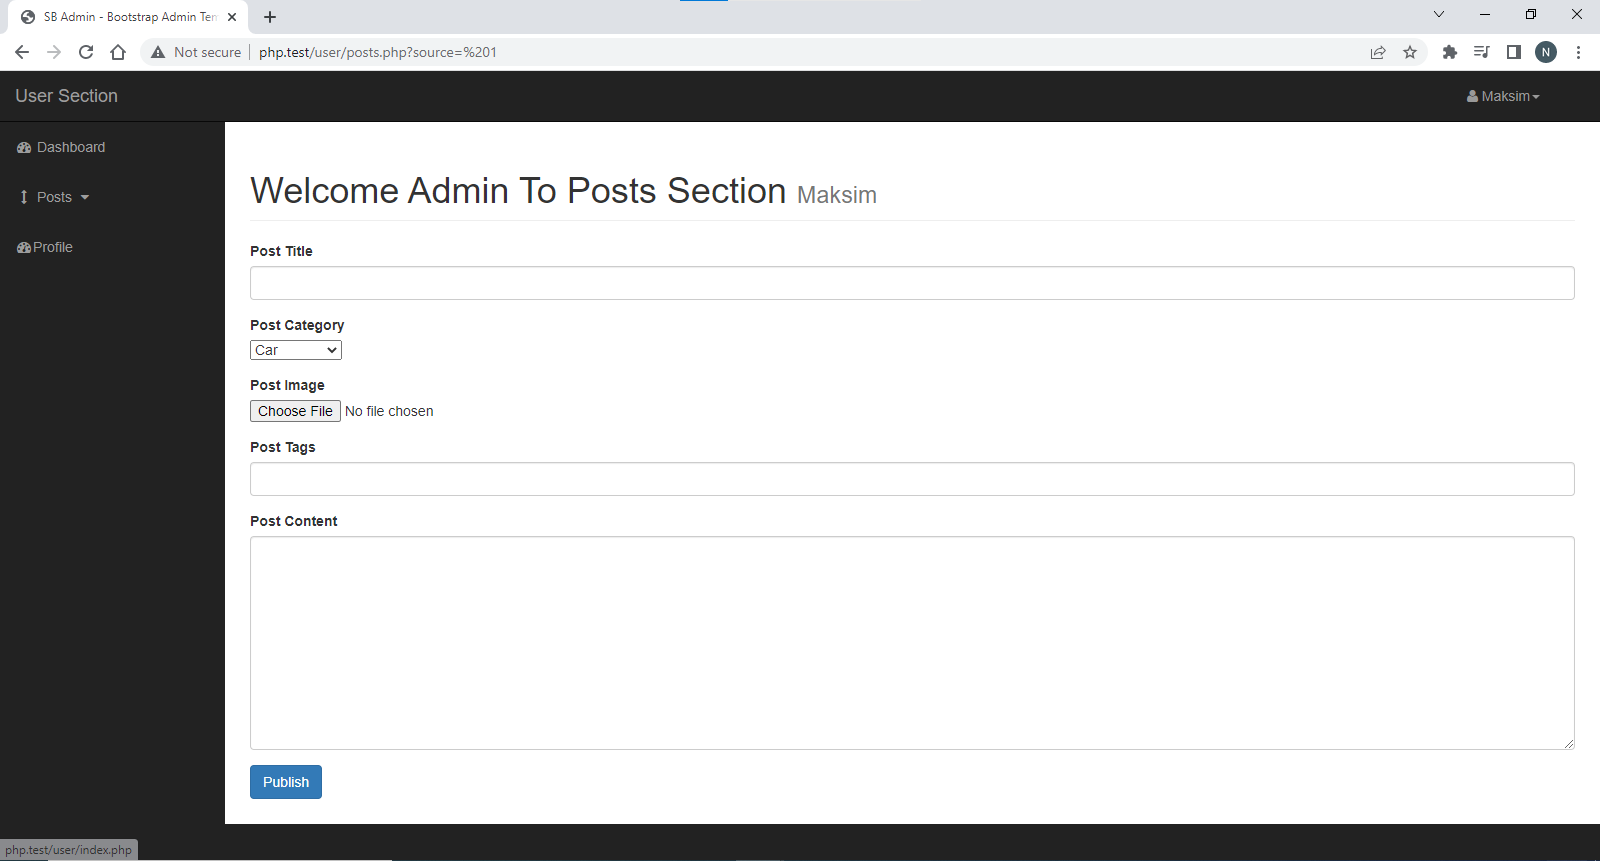 SB Admin - Bootstrap Admin Tem
Not secure
php.test/user/posts.php?source=%201
N
User Section
Maksim
Dashboard
Posts
Profile
Welcome Admin To Posts Section Maksim
Post Title
Post Category
Car
Post Image
Choose File No file chosen
Post Tags
Post Content
Publish
php.test/user/index.php